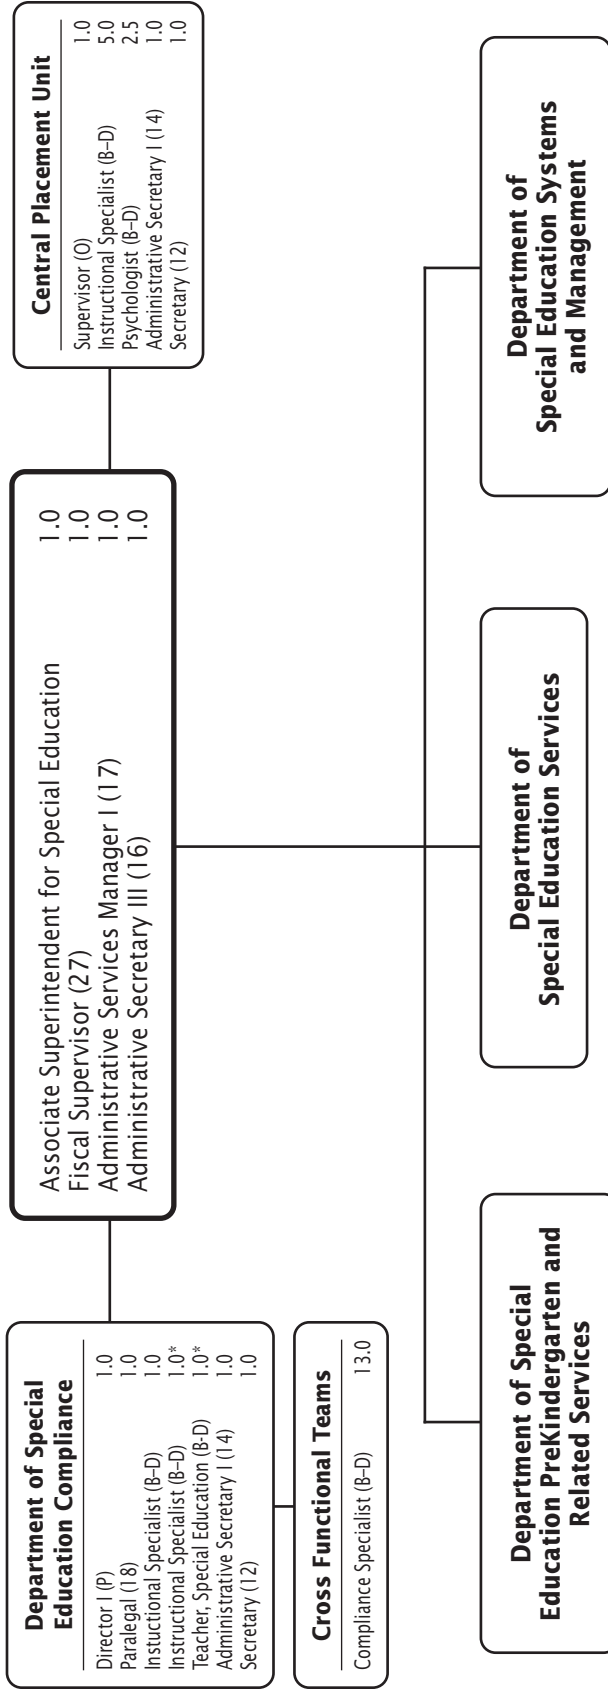 Associate Superintendent for Special Education 1.0
Fiscal Supervisor (27) 1.0
Administrative Services Manager I (17) 1.0
Administrative Secretary III (16) 1.0
Department of Special
Education Compliance
Director I (P) 1.0
Paralegal (18) 1.0
Instuctional Specialist (B–D) 1.0
Instructional Specialist (B–D) 1.0*
Teacher, Special Education (B-D) 1.0*
Administrative Secretary I (14) 1.0
Secretary (12) 1.0
Cross Functional Teams
Compliance Specialist (B–D) 13.0
Central Placement Unit
Supervisor (O) 1.0
Instructional Specialist (B–D) 5.0
Psychologist (B–D) 2.5
Administrative Secretary I (14) 1.0
Secretary (12) 1.0
Department of Special
Education PreKindergarten and
Related Services
Department of
Special Education Services
Department of
Special Education Systems
and Management